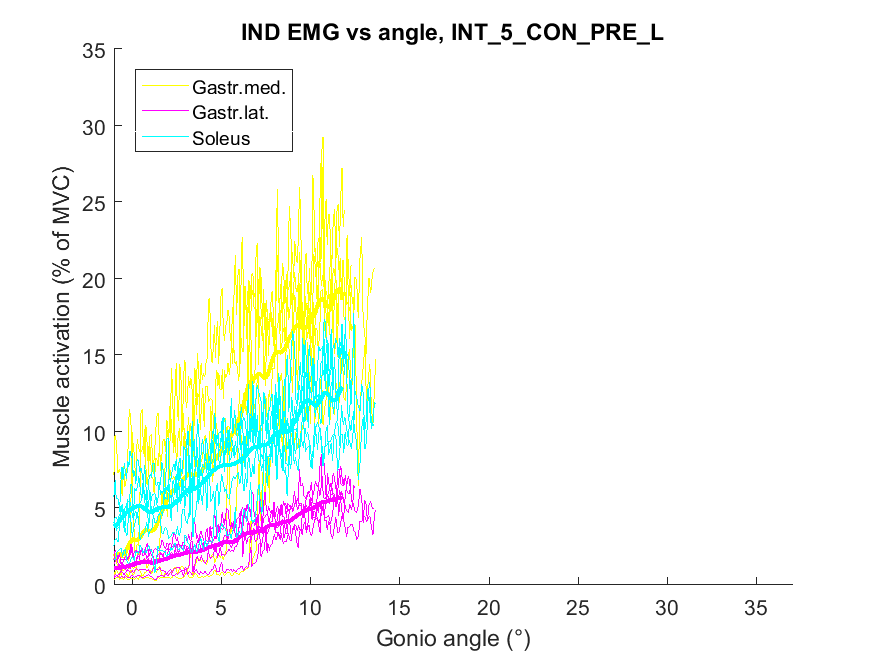 IND EMG vs angle, INT_5_CON_PRE_L
35
30
25
20
15
10
5
0
Muscle activation (% of MVC)
Gastr.med.
Gastr.lat.
Soleus
0 5 10 15 20 25 30 35
Gonio angle (°)